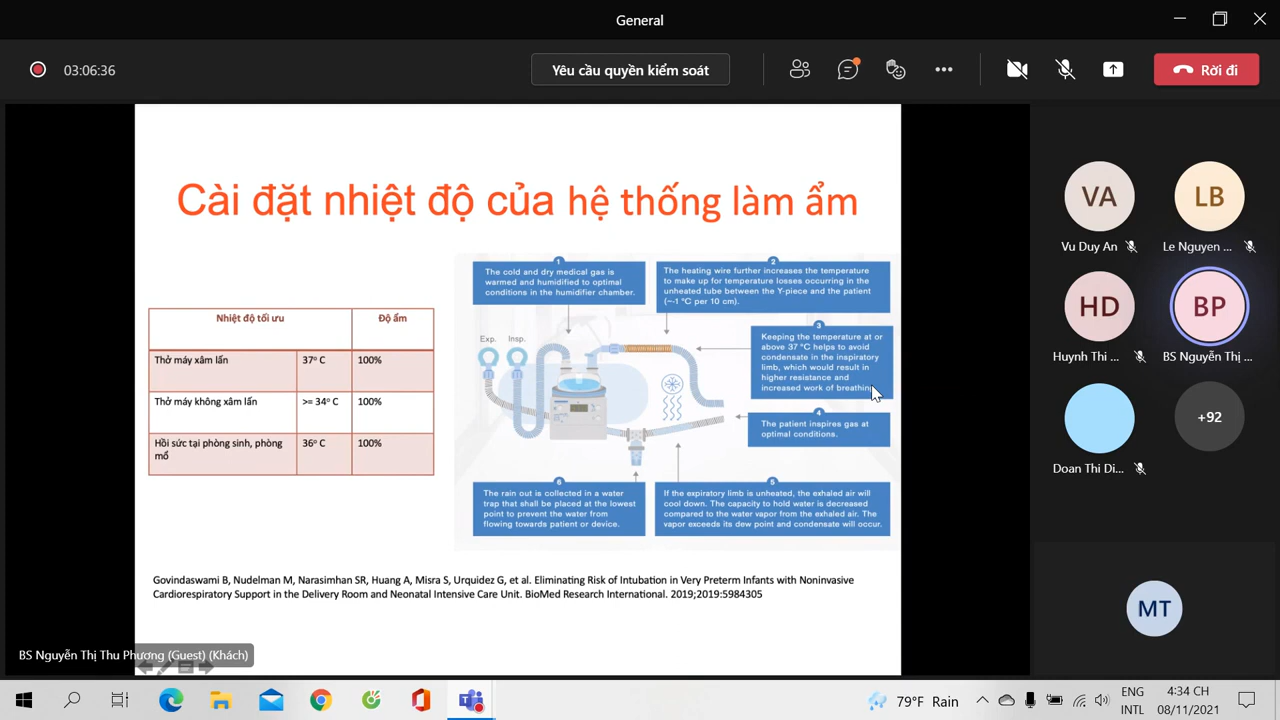 General
03:06:36
Yêu cầu quyền kiểm soát
Rời đi
Cài đặt nhiệt độ của hệ thống làm ẩm
Nhiệt độ tối ưu
Độ ẩm
Thở máy xâm lấn
37º C
100%
Thở máy không xâm lấn
>= 34º C
100%
Hồi sức tại phòng sinh, phòng
mổ
36º C
100%
1
The cold and dry medical gas is
warmed and humidified to optimal
conditions in the humidifier chamber.
2
The heating wire further increases the temperature
to make up for temperature losses occurring in the
unheated tube between the Y-piece and the patient
(~-1 °C per 10 cm).
3
Keeping the temperature at or
above 37 °C helps to avoid
condensate in the inspiratory
limb, which would result in
higher resistance and
increased work of breathin
Exp.
Insp.
4
The patient inspires gas at
optimal conditions.
6
The rain out is collected in a water
trap that shall be placed at the lowest
point to prevent the water from
flowing towards patient or device.
5
If the expiratory limb is unheated, the exhaled air will
cool down. The capacity to hold water is decreased
compared to the water vapor from the exhaled air. The
vapor exceeds its dew point and condensate will occur.
Govindaswami B, Nudelman M, Narasimhan SR, Huang A, Misra S, Urquidez G, et al. Eliminating Risk of Intubation in Very Preterm Infants with Noninvasive
Cardiorespiratory Support in the Delivery Room and Neonatal Intensive Care Unit. BioMed Research International. 2019;2019:5984305
BS Nguyễn Thị Thu Phương (Guest) (Khách)
VA
Vu Duy An
LB
Le Nguyen ...
HD
Huynh Thi ...
BP
BS Nguyễn Thị ...
Doan Thi Di...
+92
MT
79°F Rain
ENG
INTL
4:34 CH
08/11/2021